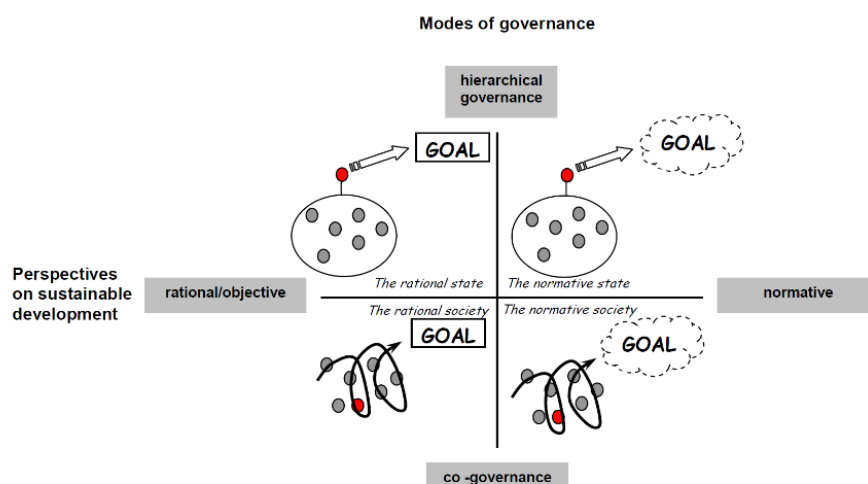 Modes of governance
hierarchical
governance
GOAL
GOAL
Perspectives
on sustainable
development
rational/objective
The rational state
The normative state
normative
The rational society
The normative society
GOAL
GOAL
co -governance